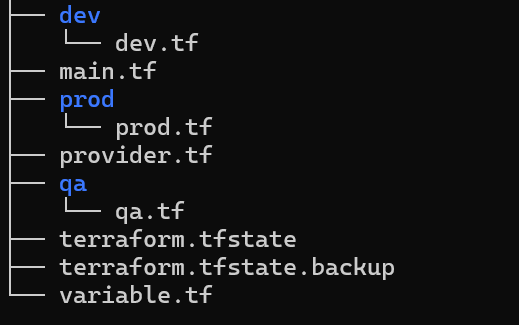 ├── dev
│   └── dev.tf
├── main.tf
├── prod
│   └── prod.tf
├── provider.tf
├── qa
│   └── qa.tf
├── terraform.tfstate
├── terraform.tfstate.backup
└── variable.tf